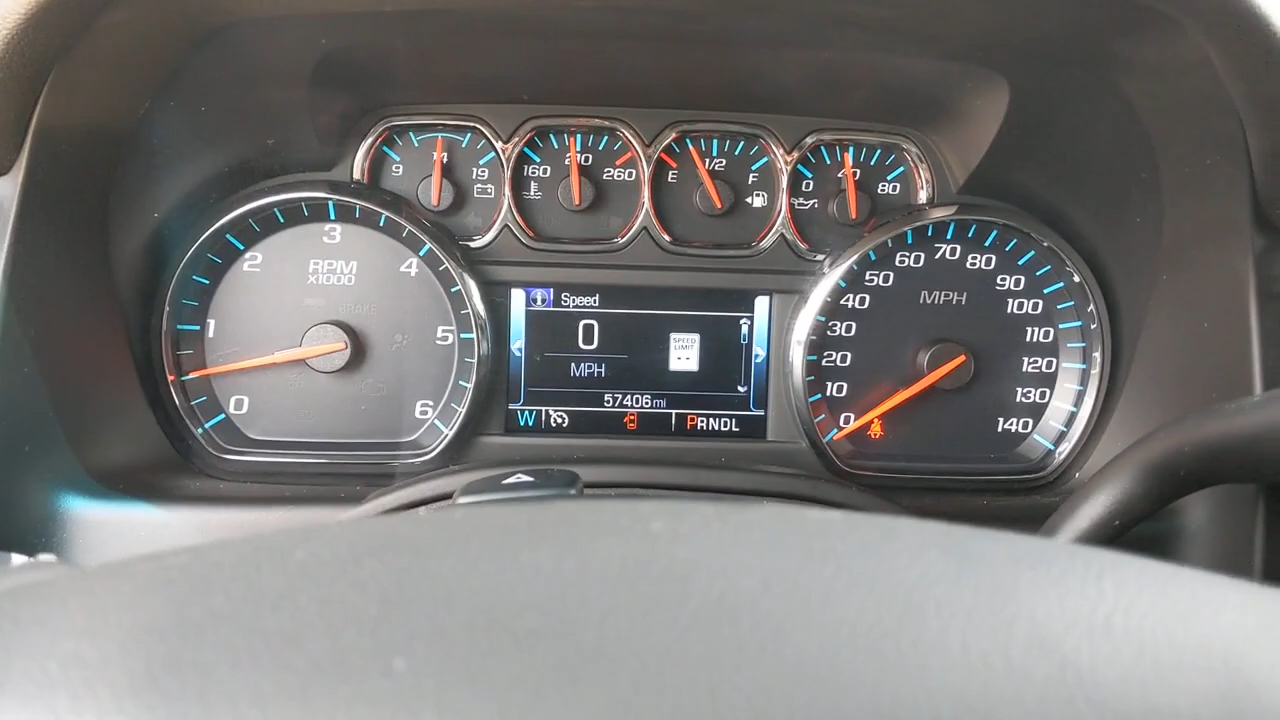 9 14 19
160 210 260
E 1/2 F
0 40 80
0 1 2 3 4 5 6
RPM
x1000
BRAKE
Speed
0
MPH
SPEED
LIMIT
--
57406 mi
W
PRNDL
0 10 20 30 40 50 60 70 80 90 100 110 120 130 140
MPH